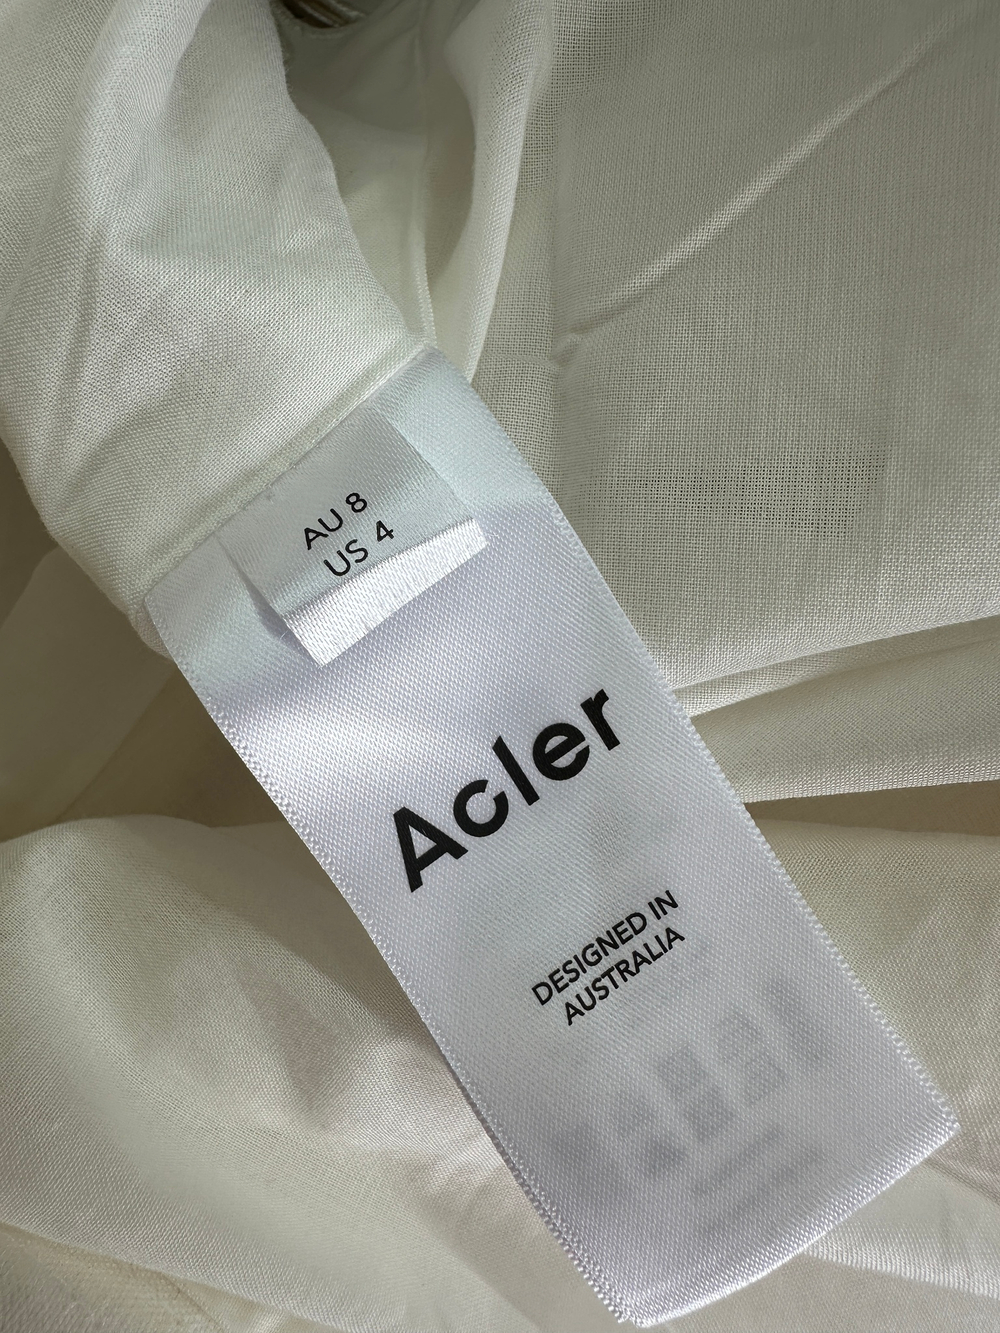 AU 8
US 4
Acler
DESIGNED IN
AUSTRALIA